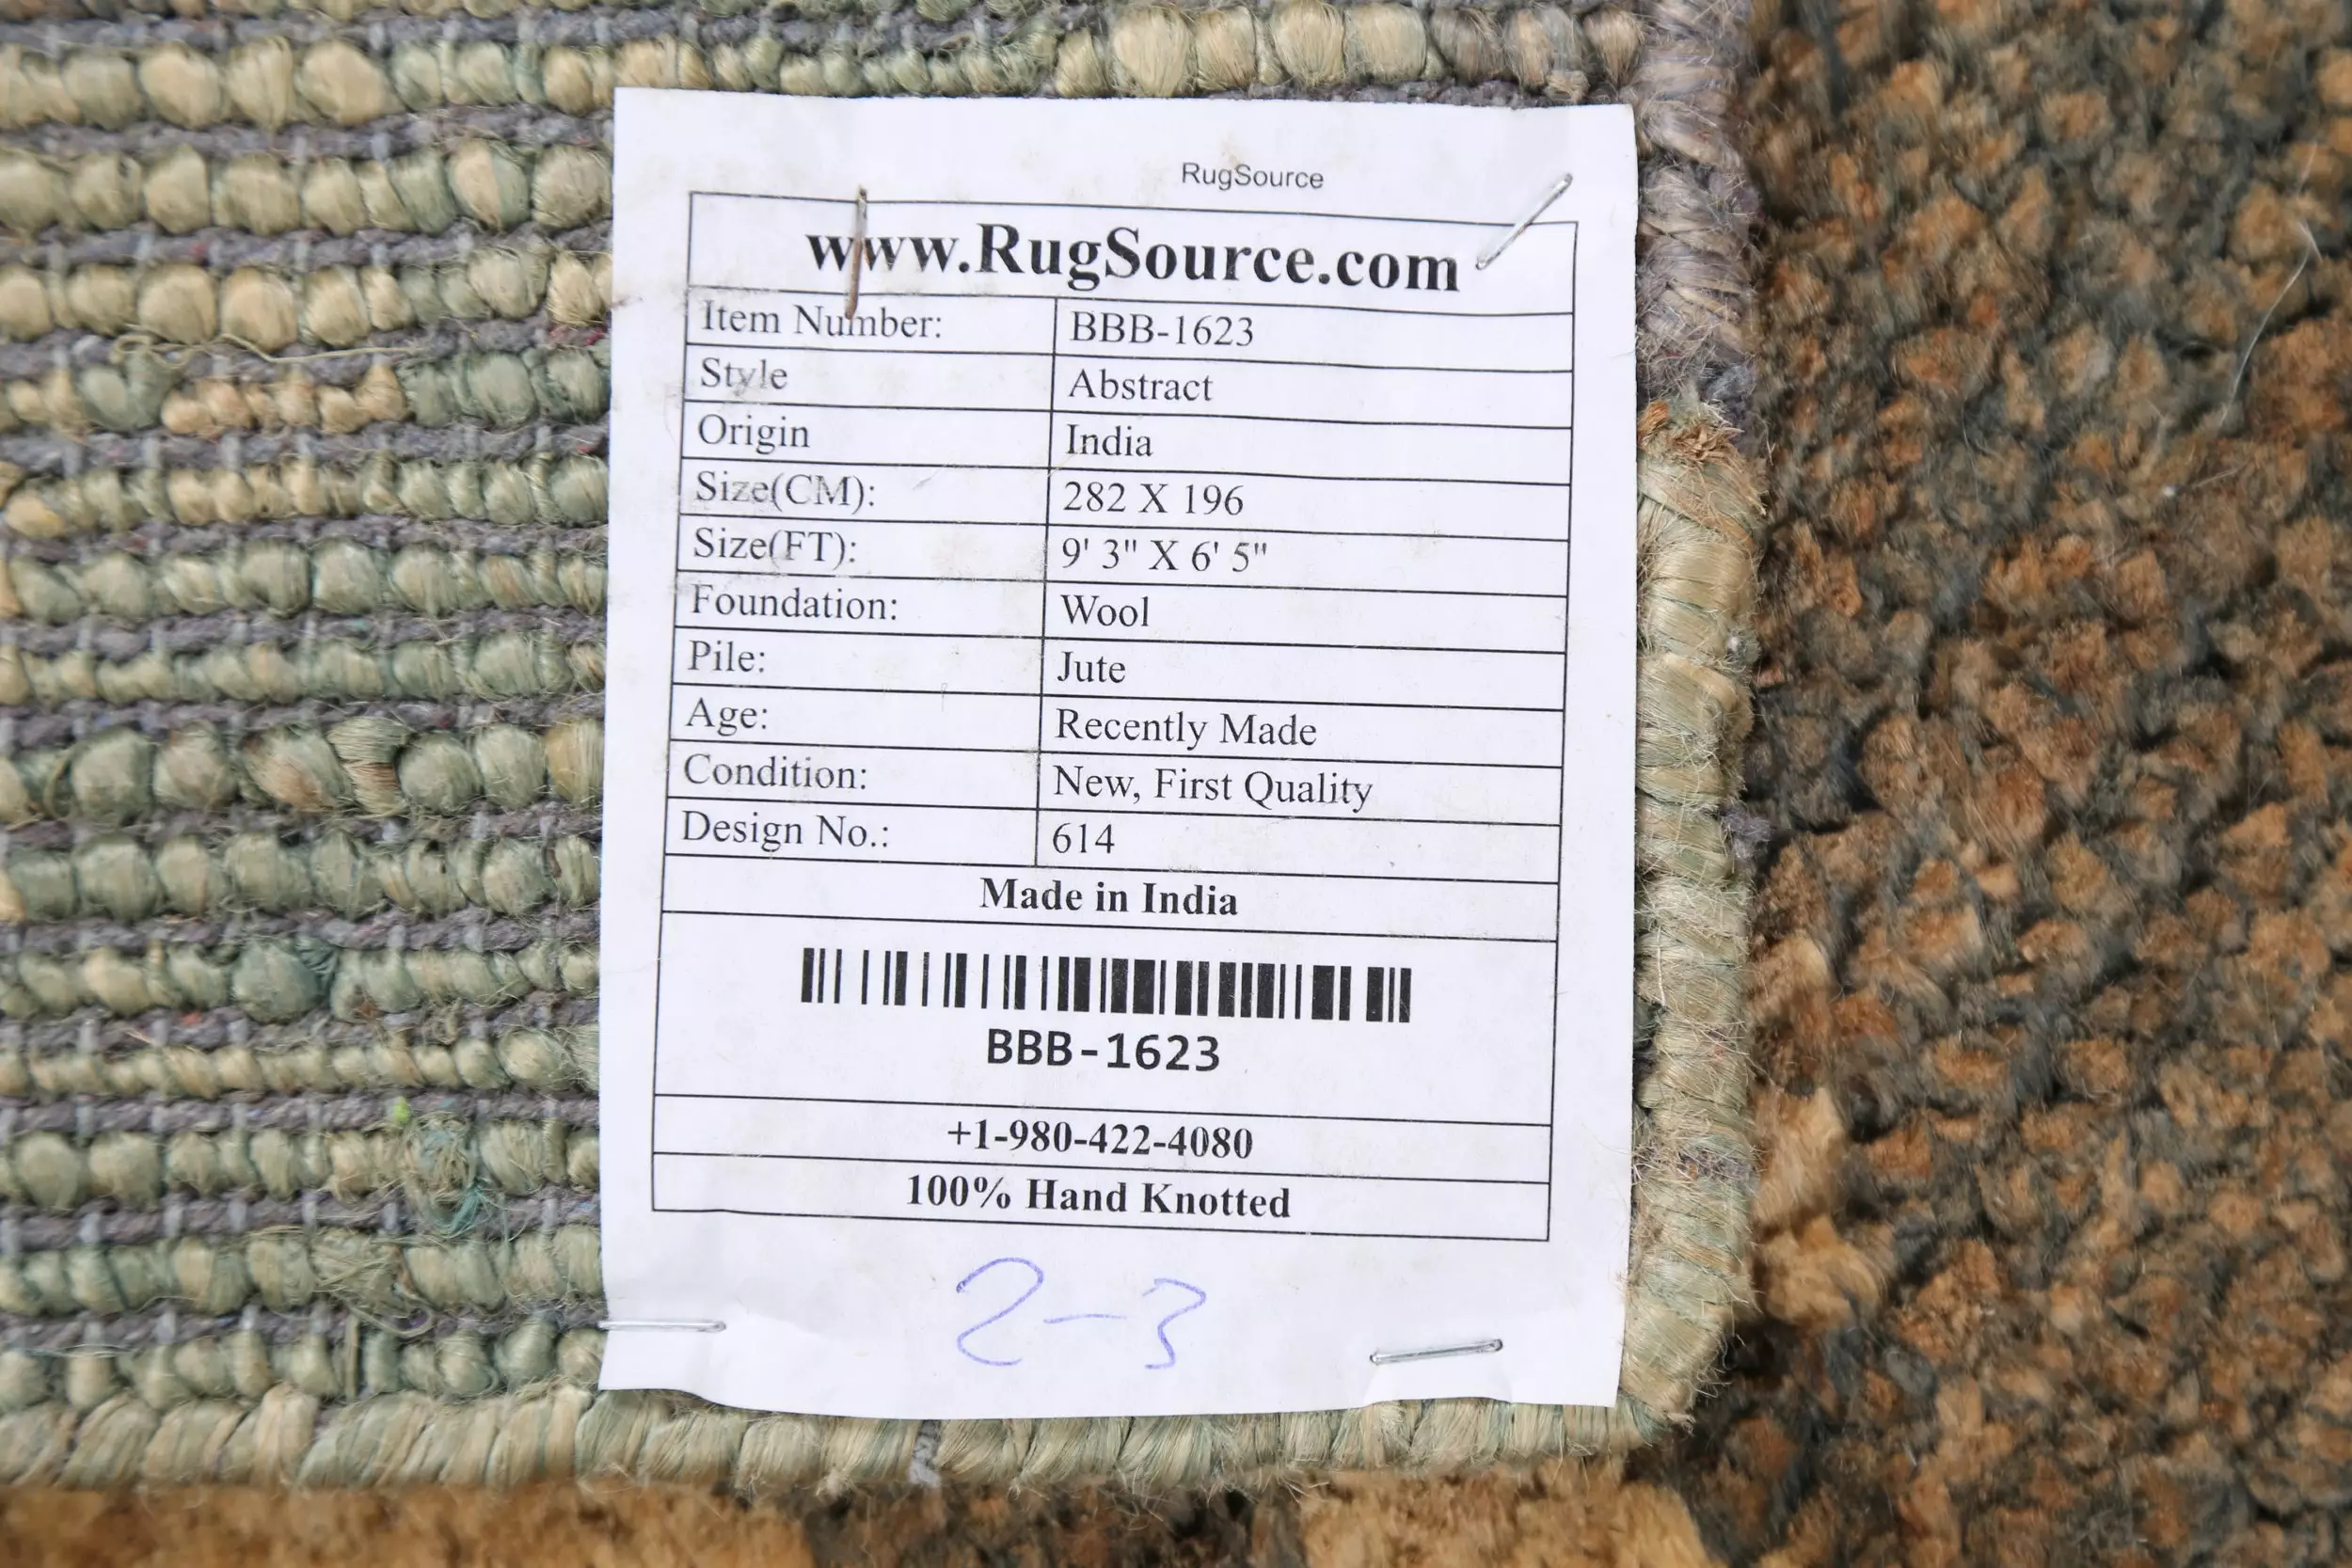 RugSource
www.RugSource.com
Item Number: BBB-1623
Style Abstract
Origin India
Size(CM): 282 X 196
Size(FT): 9' 3" X 6' 5"
Foundation: Wool
Pile: Jute
Age: Recently Made
Condition: New, First Quality
Design No.: 614
Made in India
BBB-1623
+1-980-422-4080
100% Hand Knotted
2-3